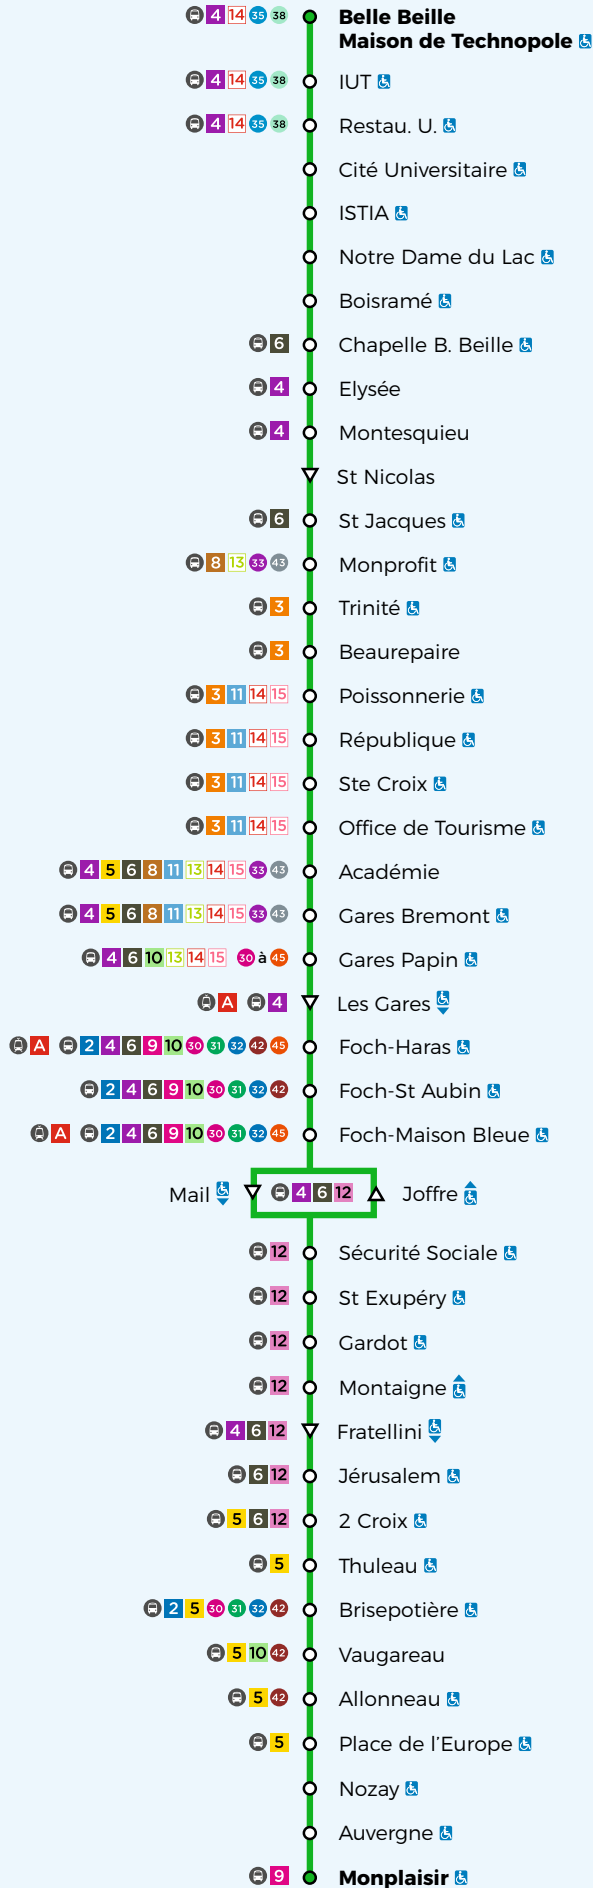 4 14 35 38 Belle Beille
Maison de Technopole
4 14 35 38 IUT
4 14 35 38 Restau. U.
Cité Universitaire
ISTIA
Notre Dame du Lac
Boisramé
6 Chapelle B. Beille
4 Elysée
4 Montesquieu
St Nicolas
6 St Jacques
8 13 33 43 Monprofit
3 Trinité
3 Beaurepaire
3 11 14 15 Poissonnerie
3 11 14 15 République
3 11 14 15 Ste Croix
3 11 14 15 Office de Tourisme
4 5 6 8 11 13 14 15 33 43 Académie
4 5 6 8 11 13 14 15 33 43 Gares Bremont
4 6 10 13 14 15 30 à 45 Gares Papin
A 4 Les Gares
A 2 4 6 9 10 30 31 32 42 45 Foch-Haras
2 4 6 9 10 30 31 32 42 Foch-St Aubin
A 2 4 6 9 10 30 31 32 45 Foch-Maison Bleue
Mail 4 6 12 Joffre
12 Sécurité Sociale
12 St Exupéry
12 Gardot
12 Montaigne
4 6 12 Fratellini
6 12 Jérusalem
5 6 12 2 Croix
5 Thuleau
2 5 30 31 32 42 Brisepotière
5 10 42 Vaugareau
5 42 Allonneau
5 Place de l'Europe
Nozay
Auvergne
9 Monplaisir